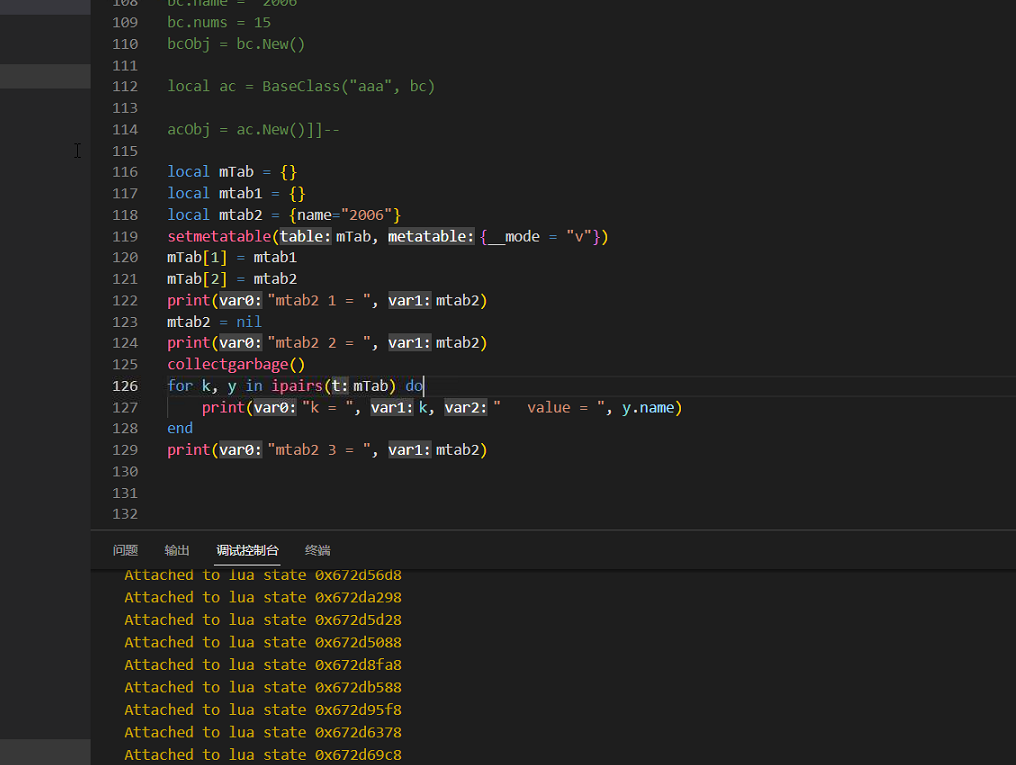 108 bc.name = "2006"
109 bc.nums = 15
110 bcObj = bc.New()
111
112 local ac = BaseClass("aaa", bc)
113
114 acObj = ac.New()]]--
115
116 local mTab = {}
117 local mtab1 = {}
118 local mtab2 = {name="2006"}
119 setmetatable(table: mTab, metatable: {__mode = "v"})
120 mTab[1] = mtab1
121 mTab[2] = mtab2
122 print(var0: "mtab2 1 = ", var1: mtab2)
123 mtab2 = nil
124 print(var0: "mtab2 2 = ", var1: mtab2)
125 collectgarbage()
126 for k, y in ipairs(t: mTab) do
127 print(var0: "k = ", var1: k, var2: "   value = ", y.name)
128 end
129 print(var0: "mtab2 3 = ", var1: mtab2)
130
131
132
问题 输出 调试控制台 终端
Attached to lua state 0x672d56d8
Attached to lua state 0x672da298
Attached to lua state 0x672d5d28
Attached to lua state 0x672d5088
Attached to lua state 0x672d8fa8
Attached to lua state 0x672db588
Attached to lua state 0x672d95f8
Attached to lua state 0x672d6378
Attached to lua state 0x672d69c8